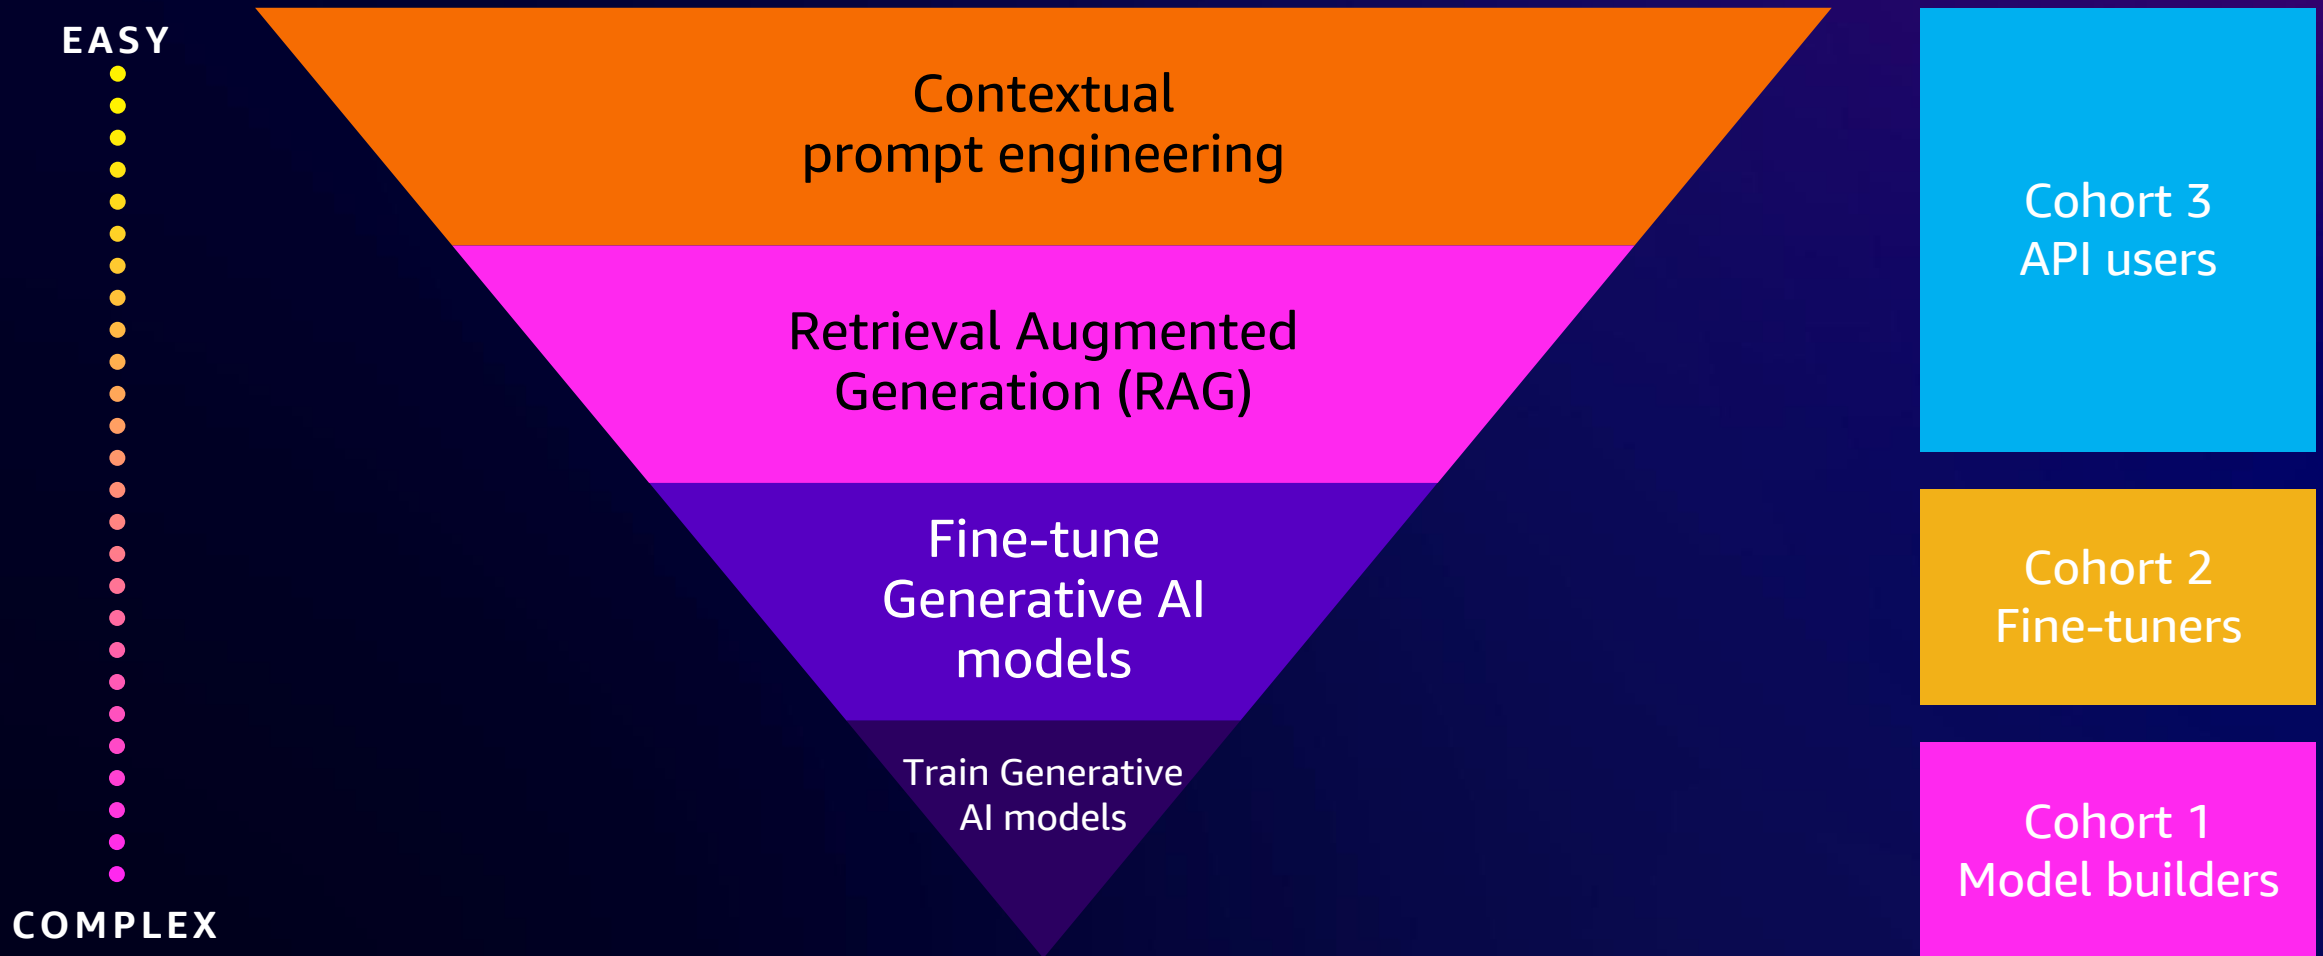 EASY
Contextual
prompt engineering
Retrieval Augmented
Generation (RAG)
Fine-tune
Generative AI
models
Train Generative
AI models
COMPLEX
Cohort 3
API users
Cohort 2
Fine-tuners
Cohort 1
Model builders